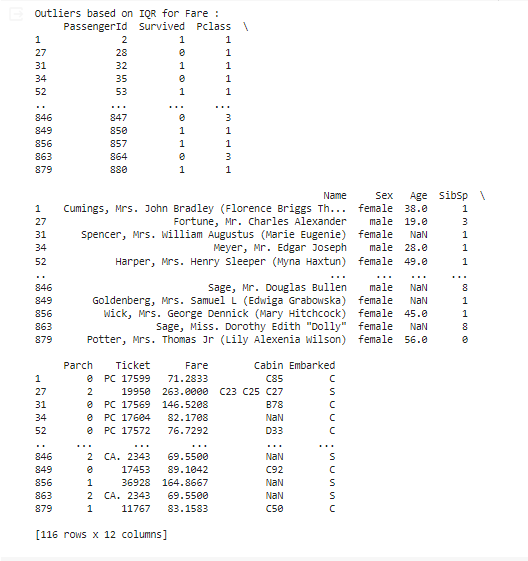 Outliers based on IQR for Fare :
PassengerId Survived Pclass \
1 2 1 1
27 28 0 1
31 32 1 1
34 35 0 1
52 53 1 1
.. ... ... ...
846 847 0 3
849 850 1 1
856 857 1 1
863 864 0 3
879 880 1 1
Name Sex Age SibSp \
1 Cumings, Mrs. John Bradley (Florence Briggs Th... female 38.0 1
27 Fortune, Mr. Charles Alexander male 19.0 3
31 Spencer, Mrs. William Augustus (Marie Eugenie) female NaN 1
34 Meyer, Mr. Edgar Joseph male 28.0 1
52 Harper, Mrs. Henry Sleeper (Myna Haxtun) female 49.0 1
.. ... ... ... ...
846 Sage, Mr. Douglas Bullen male NaN 8
849 Goldenberg, Mrs. Samuel L (Edwiga Grabowska) female NaN 1
856 Wick, Mrs. George Dennick (Mary Hitchcock) female 45.0 1
863 Sage, Miss. Dorothy Edith "Dolly" female NaN 8
879 Potter, Mrs. Thomas Jr (Lily Alexenia Wilson) female 56.0 0
Parch Ticket Fare Cabin Embarked
1 0 PC 17599 71.2833 C85 C
27 2 19950 263.0000 C23 C25 C27 S
31 0 PC 17569 146.5208 B78 C
34 0 PC 17604 82.1708 NaN C
52 0 PC 17572 76.7292 D33 C
.. ... ... ... ... ...
846 2 CA. 2343 69.5500 NaN S
849 0 17453 89.1042 C92 C
856 1 36928 164.8667 NaN S
863 2 CA. 2343 69.5500 NaN S
879 1 11767 83.1583 C50 C
[116 rows x 12 columns]